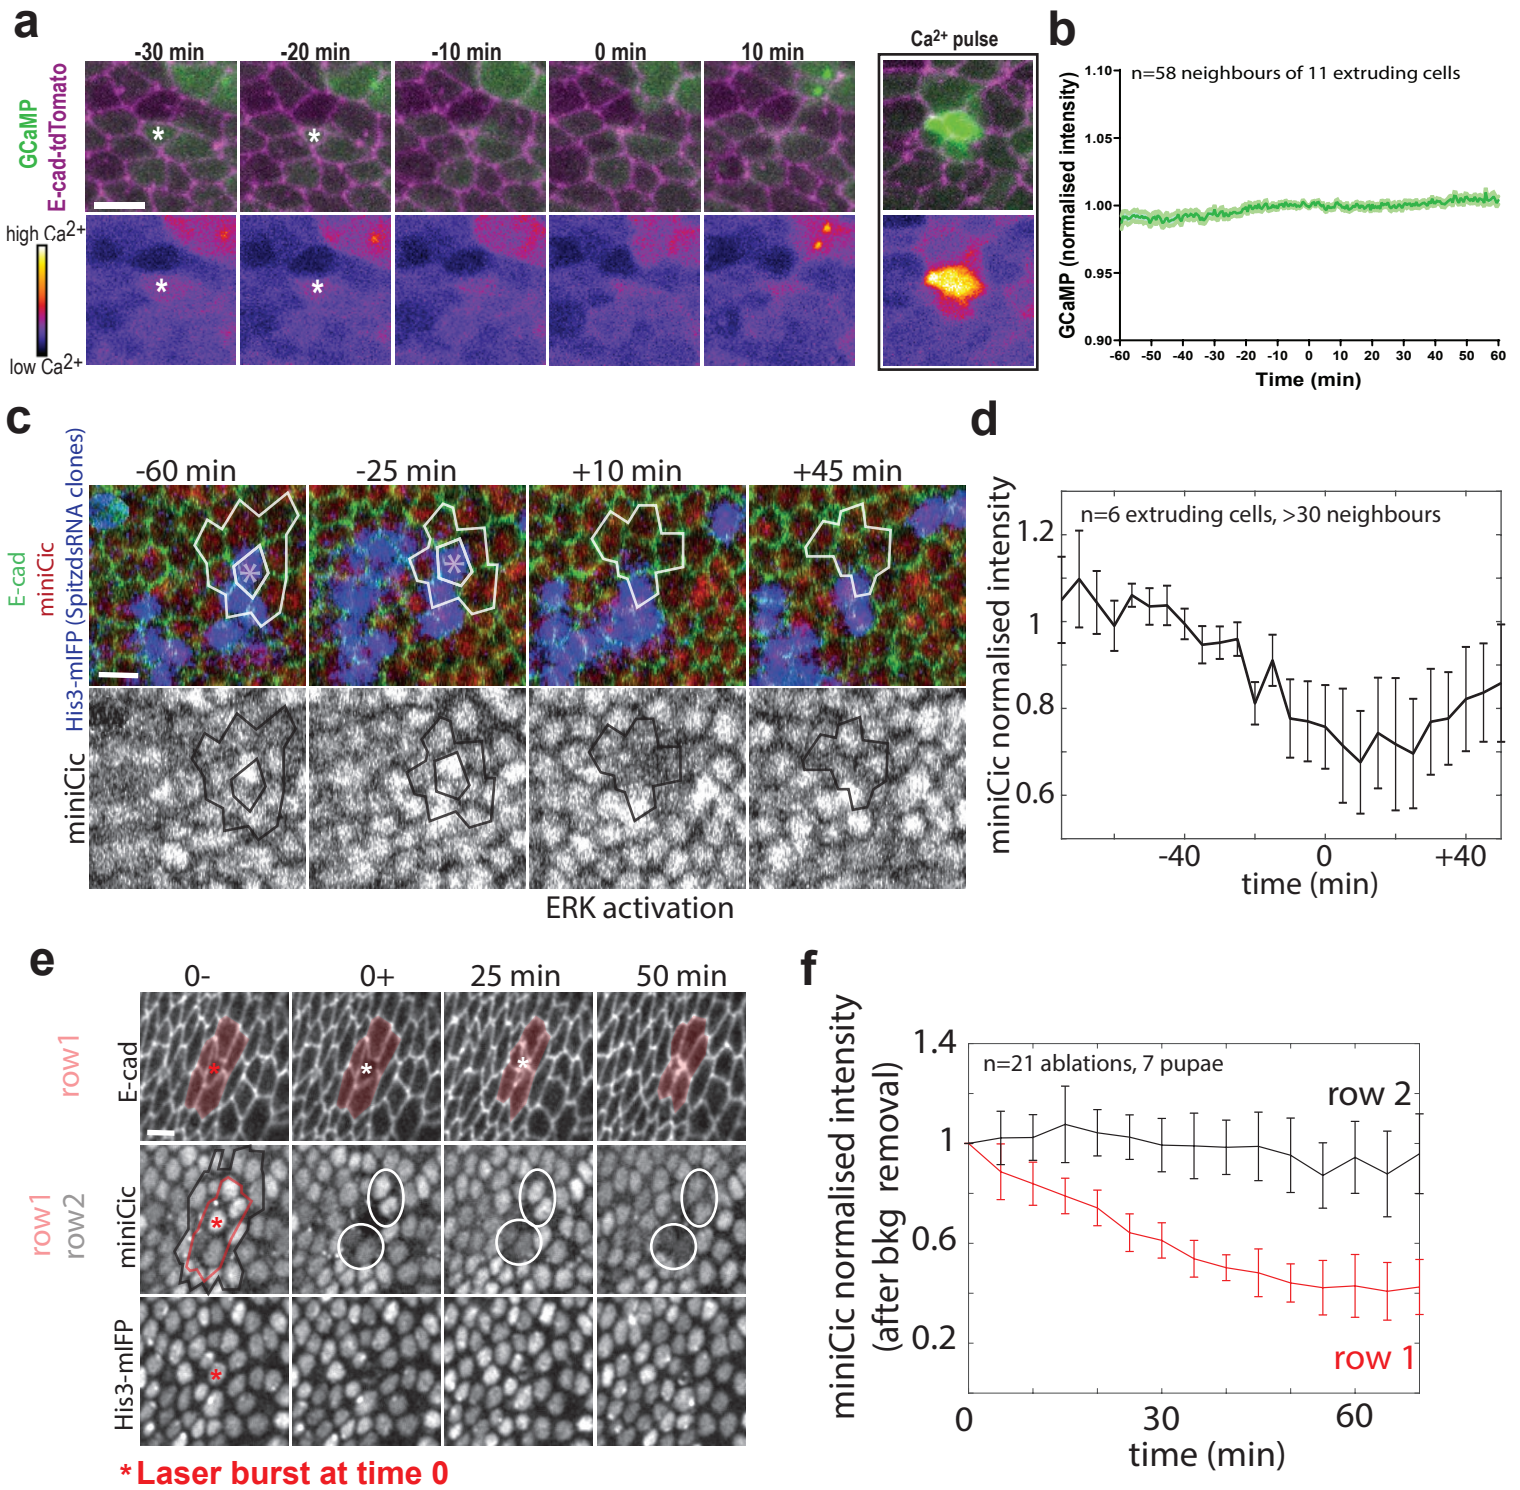 a
-30 min
-20 min
-10 min
0 min
10 min
Ca²⁺ pulse
GCaMP
E-cad-tdTomato
*
*
high Ca²⁺
low Ca²⁺
*
*
b
n=58 neighbours of 11 extruding cells
GCaMP (normalised intensity)
1.10
1.05
1.00
0.95
0.90
-60 -50 -40 -30 -20 -10 0 10 20 30 40 50 60
Time (min)
c
-60 min
-25 min
+10 min
+45 min
E-cad
miniCic
His3-mIFP (SpitzdsRNA clones)
*
*
miniCic
ERK activation
d
n=6 extruding cells, >30 neighbours
miniCic normalised intensity
1.2
1
0.8
0.6
-40 0 +40
time (min)
e
0-
0+
25 min
50 min
row1
E-cad
*
*
*
row1
row2
miniCic
*
His3-mIFP
*
* Laser burst at time 0
f
n=21 ablations, 7 pupae
miniCic normalised intensity
(after bkg removal)
1.4
1
0.6
0.2
row 2
row 1
0 30 60
time (min)